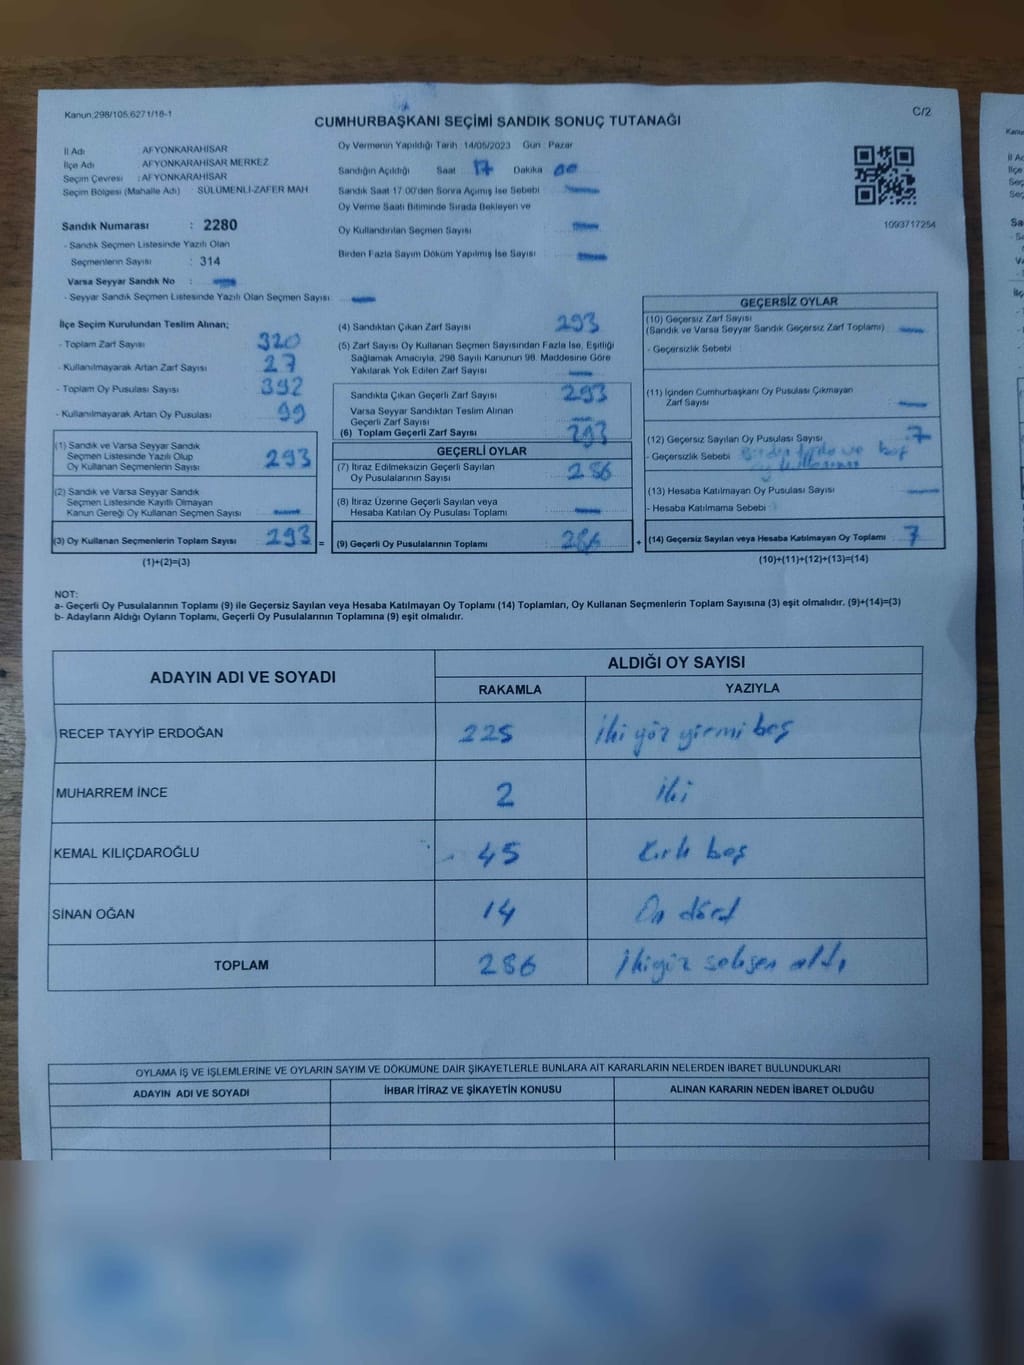 Kanun:298/105,6271/18-1
C/2
CUMHURBAŞKANI SEÇİMİ SANDIK SONUÇ TUTANAĞI
İl Adı AFYONKARAHİSAR
İlçe Adı AFYONKARAHİSAR MERKEZ
Seçim Çevresi : AFYONKARAHİSAR
Seçim Bölgesi (Mahalle Adı) SÜLÜMENLİ-ZAFER MAH
Sandık Numarası : 2280
- Sandık Seçmen Listesinde Yazılı Olan
Seçmenlerin Sayısı : 314
Varsa Seyyar Sandık No : -
- Seyyar Sandık Seçmen Listesinde Yazılı Olan Seçmen Sayısı: -
Oy Vermenin Yapıldığı Tarih 14/05/2023 Gün : Pazar
Sandığın Açıldığı Saat 17 Dakika 00
Sandık Saat 17.00'den Sonra Açılmış İse Sebebi -
Oy Verme Saati Bitiminde Sırada Bekleyen ve
Oy Kullandırılan Seçmen Sayısı -
Birden Fazla Sayım Döküm Yapılmış İse Sayısı -
1093717254
İlçe Seçim Kurulundan Teslim Alınan;
- Toplam Zarf Sayısı 320
- Kullanılmayarak Artan Zarf Sayısı 27
- Toplam Oy Pusulası Sayısı 392
- Kullanılmayarak Artan Oy Pusulası 99
(1) Sandık ve Varsa Seyyar Sandık
Seçmen Listesinde Yazılı Olup
Oy Kullanan Seçmenlerin Sayısı 293
(2) Sandık ve Varsa Seyyar Sandık
Seçmen Listesinde Kayıtlı Olmayan
Kanun Gereği Oy Kullanan Seçmen Sayısı -
(3) Oy Kullanan Seçmenlerin Toplam Sayısı 293 =
(1)+(2)=(3)
(4) Sandıktan Çıkan Zarf Sayısı 293
(5) Zarf Sayısı Oy Kullanan Seçmen Sayısından Fazla İse, Eşitliği
Sağlamak Amacıyla, 298 Sayılı Kanunun 98. Maddesine Göre
Yakılarak Yok Edilen Zarf Sayısı -
Sandıkta Çıkan Geçerli Zarf Sayısı 293
Varsa Seyyar Sandıktan Teslim Alınan
Geçerli Zarf Sayısı -
(6) Toplam Geçerli Zarf Sayısı 293
GEÇERLİ OYLAR
(7) İtiraz Edilmeksizin Geçerli Sayılan
Oy Pusulalarının Sayısı 286
(8) İtiraz Üzerine Geçerli Sayılan veya
Hesaba Katılan Oy Pusulası Toplamı -
(9) Geçerli Oy Pusulalarının Toplamı 286 +
GEÇERSİZ OYLAR
(10) Geçersiz Zarf Sayısı
(Sandık ve Varsa Seyyar Sandık Geçersiz Zarf Toplamı) -
- Geçersizlik Sebebi :
(11) İçinden Cumhurbaşkanı Oy Pusulası Çıkmayan
Zarf Sayısı -
(12) Geçersiz Sayılan Oy Pusulası Sayısı 7
- Geçersizlik Sebebi boş
(13) Hesaba Katılmayan Oy Pusulası Sayısı -
- Hesaba Katılmama Sebebi :
(14) Geçersiz Sayılan veya Hesaba Katılmayan Oy Toplamı 7
(10)+(11)+(12)+(13)=(14)
NOT:
a- Geçerli Oy Pusulalarının Toplamı (9) ile Geçersiz Sayılan veya Hesaba Katılmayan Oy Toplamı (14) Toplamları, Oy Kullanan Seçmenlerin Toplam Sayısına (3) eşit olmalıdır. (9)+(14)=(3)
b- Adayların Aldığı Oyların Toplamı, Geçerli Oy Pusulalarının Toplamına (9) eşit olmalıdır.
ADAYIN ADI VE SOYADI ALDIĞI OY SAYISI
RAKAMLA YAZIYLA
RECEP TAYYİP ERDOĞAN 225 İki yüz yirmi beş
MUHARREM İNCE 2 İki
KEMAL KILIÇDAROĞLU 45 Kırk beş
SİNAN OĞAN 14 On dört
TOPLAM 286 İkiyüz seksen altı
OYLAMA İŞ VE İŞLEMLERİNE VE OYLARIN SAYIM VE DÖKÜMÜNE DAİR ŞİKAYETLERLE BUNLARA AİT KARARLARIN NELERDEN İBARET BULUNDUKLARI
ADAYIN ADI VE SOYADI İHBAR İTİRAZ VE ŞİKAYETİN KONUSU ALINAN KARARIN NEDEN İBARET OLDUĞU